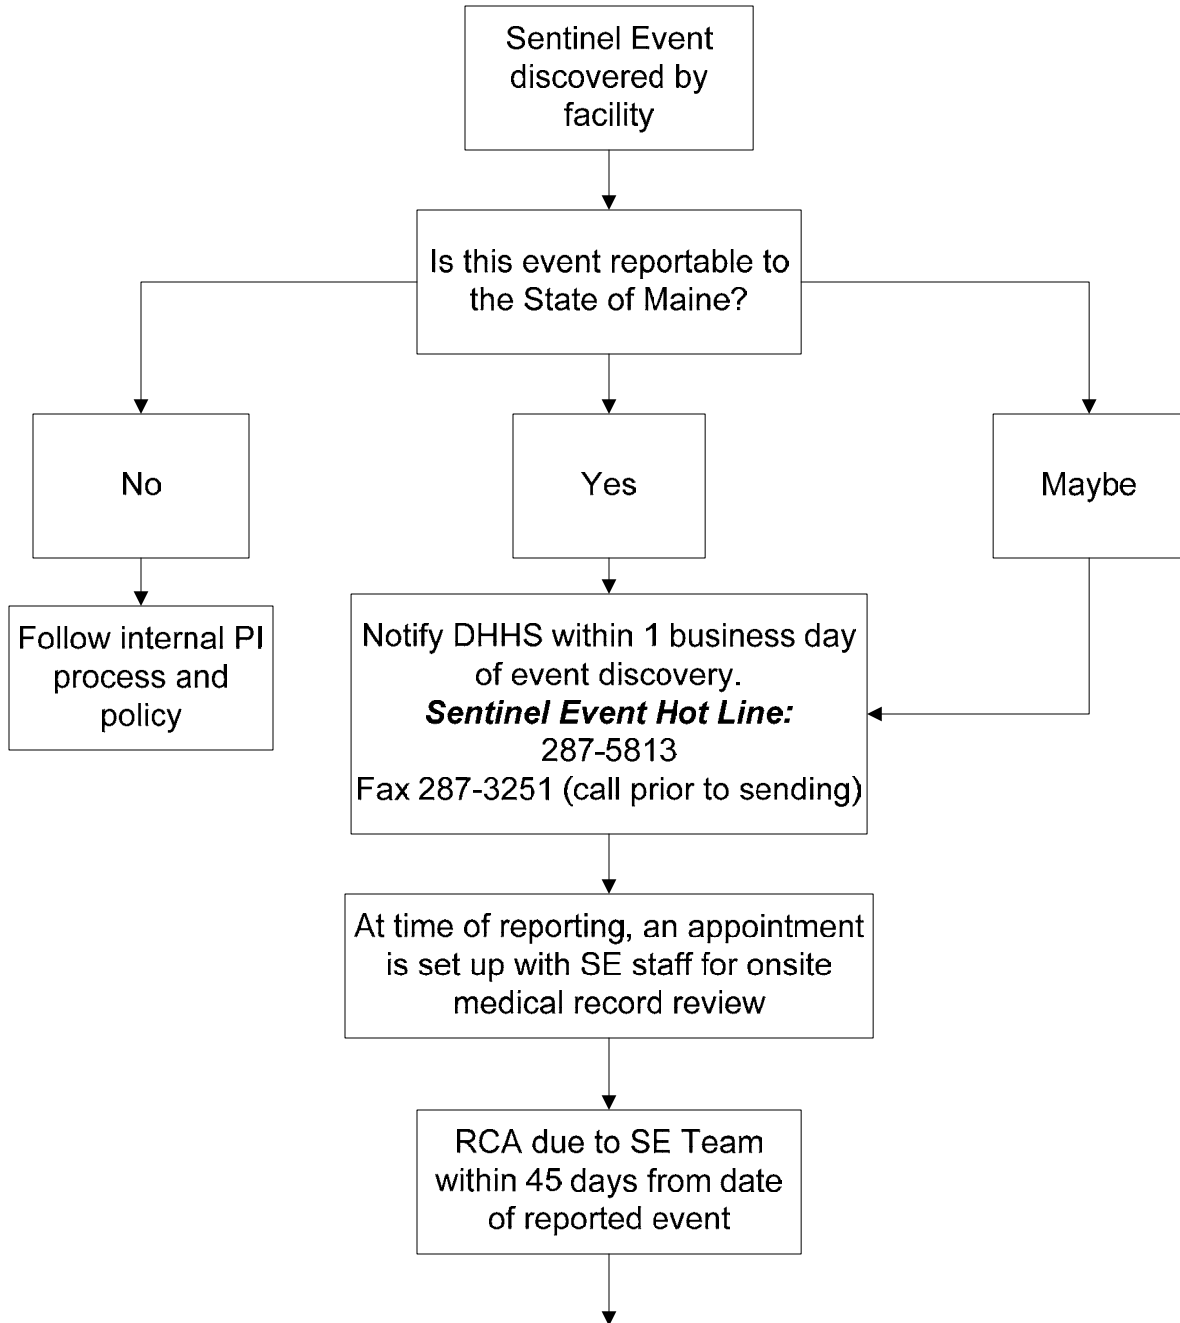 Sentinel Event
discovered by
facility
Is this event reportable to
the State of Maine?
No
Yes
Maybe
Follow internal PI
process and
policy
Notify DHHS within 1 business day
of event discovery.
Sentinel Event Hot Line:
287-5813
Fax 287-3251 (call prior to sending)
At time of reporting, an appointment
is set up with SE staff for onsite
medical record review
RCA due to SE Team
within 45 days from date
of reported event